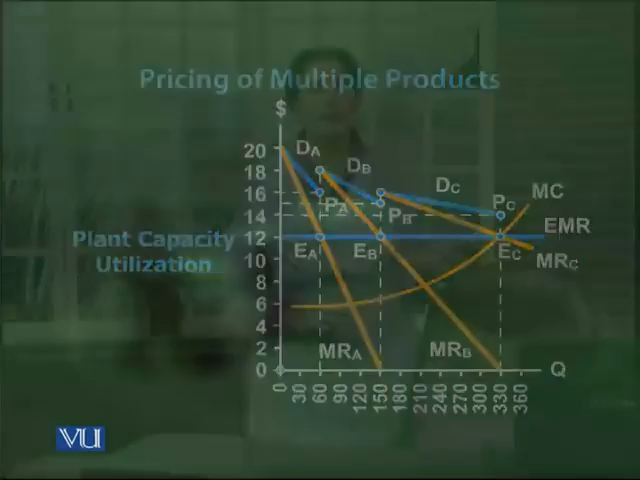 Pricing of Multiple Products
$
20
18
16
14
12
10
8
6
4
2
0
Plant Capacity
Utilization
DA
DB
DC
PA
PB
PC
MC
EMR
EA
EB
EC
MRC
MRA
MRB
Q
0 30 60 90 120 150 180 210 240 270 300 330 360
VU